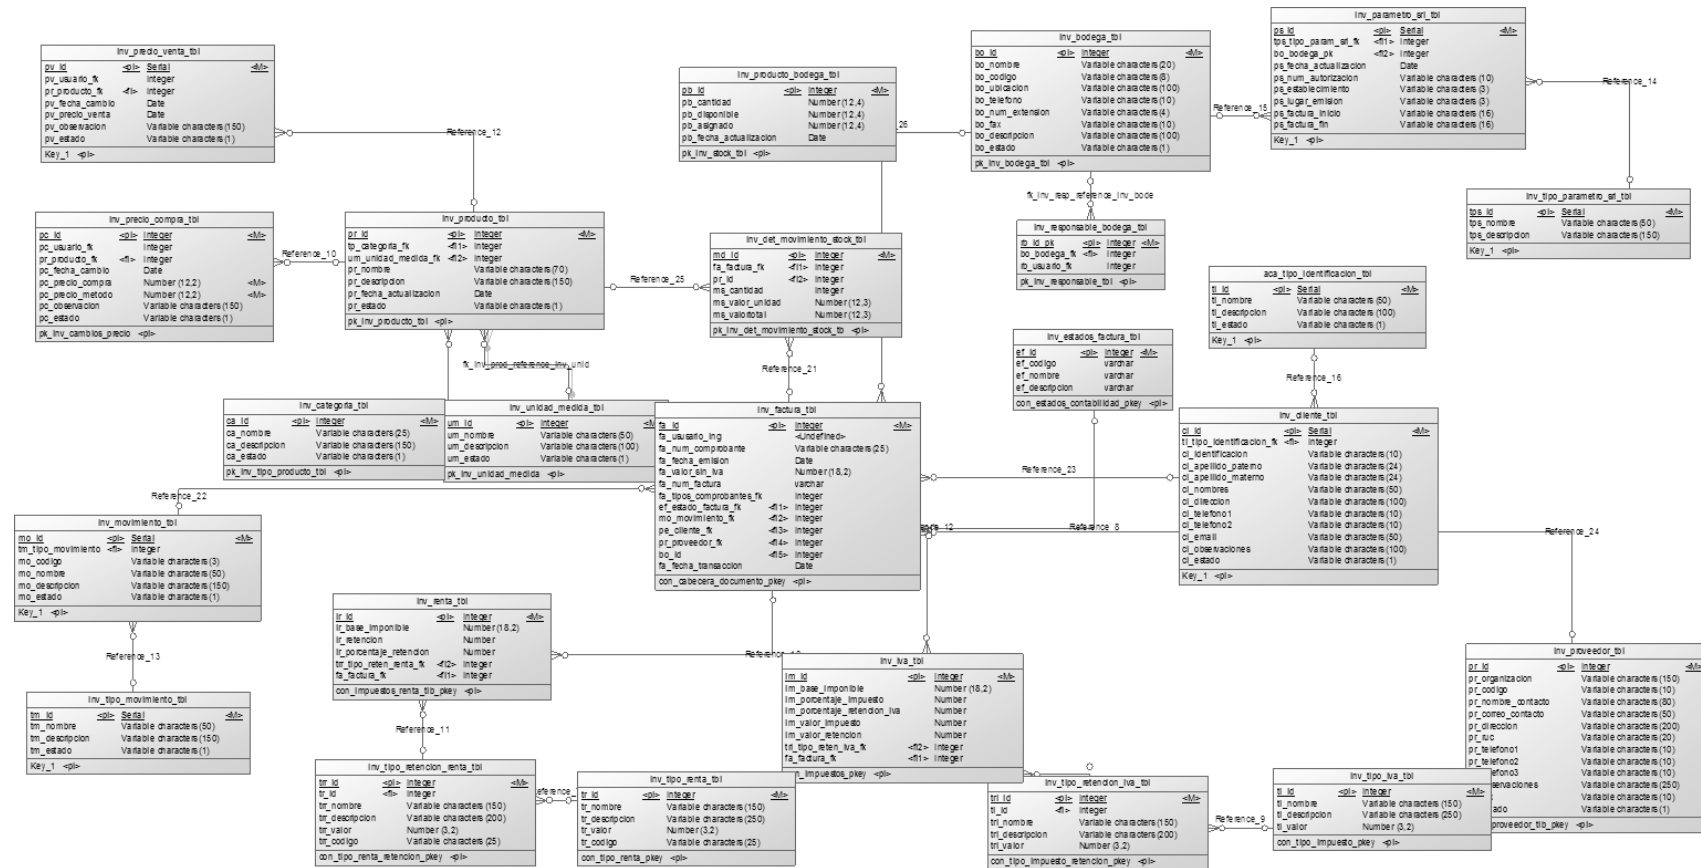 Inv_precio_venta_tbl
pv_id <pi> Serial <M>
pv_usuario_fk Integer
pr_producto_fk <fi> Integer
pv_fecha_cambio Date
pv_precio_venta Date
pv_observacion Variable characters (150)
pv_estado Variable characters (1)
Key_1 <pi>
Reference_12
Inv_producto_bodega_tbl
pb_id <pi> Integer <M>
pb_cantidad Number (12,4)
pb_disponible Number (12,4)
pb_asignado Number (12,4)
pb_fecha_actualizacion Date
pk_inv_stock_tbl <pi>
26
Inv_bodega_tbl
bo_id <pi> Integer <M>
bo_nombre Variable characters (20)
bo_codigo Variable characters (8)
bo_ubicacion Variable characters (100)
bo_telefono Variable characters (10)
bo_num_extension Variable characters (4)
bo_fax Variable characters (10)
bo_descripcion Variable characters (100)
bo_estado Variable characters (1)
pk_inv_bodega_tbl <pi>
Reference_15
Inv_parametro_sri_tbl
ps_id <pi> Serial <M>
tps_tipo_param_sri_fk <fi1> Integer
bo_bodega_pk <fi2> Integer
ps_fecha_actualizacion Date
ps_num_autorizacion Variable characters (10)
ps_establecimiento Variable characters (3)
ps_lugar_emision Variable characters (3)
ps_factura_inicio Variable characters (16)
ps_factura_fin Variable characters (16)
Key_1 <pi>
Reference_14
Inv_tipo_parametro_sri_tbl
tps_id <pi> Serial <M>
tps_nombre Variable characters (50)
tps_descripcion Variable characters (150)
Key_1 <pi>
fk_inv_resp_reference_inv_bode
Inv_responsable_bodega_tbl
rb_id_pk <pi> Integer <M>
bo_bodega_fk <fi> Integer
rb_usuario_fk Integer
pk_inv_responsable_tbl <pi>
Inv_precio_compra_tbl
pc_id <pi> Integer <M>
pc_usuario_fk Integer
pr_producto_fk <fi> Integer
pc_fecha_cambio Date
pc_precio_compra Number (12,2) <M>
pc_precio_metodo Number (12,2) <M>
pc_observacion Variable characters (150)
pc_estado Variable characters (1)
pk_inv_cambios_precio <pi>
Reference_10
Inv_producto_tbl
pr_id <pi> Integer <M>
tp_categoria_fk <fi1> Integer
um_unidad_medida_fk <fi2> Integer
pr_nombre Variable characters (70)
pr_descripcion Variable characters (150)
pr_fecha_actualizacion Date
pr_estado Variable characters (1)
pk_inv_producto_tbl <pi>
Reference_25
Inv_det_movimiento_stock_tbl
md_id <pi> Integer <M>
fa_factura_fk <fi1> Integer
pr_id <fi2> Integer
ms_cantidad Integer
ms_valor_unidad Number (12,3)
ms_valortotal Number (12,3)
pk_inv_det_movimiento_stock_tb <pi>
Reference_21
fk_inv_prod_reference_inv_unid
Inv_estados_factura_tbl
ef_id <pi> Integer <M>
ef_codigo varchar
ef_nombre varchar
ef_descripcion varchar
con_estados_contabilidad_pkey <pi>
aca_tipo_identificacion_tbl
ti_id <pi> Serial <M>
ti_nombre Variable characters (50)
ti_descripcion Variable characters (100)
ti_estado Variable characters (1)
Key_1 <pi>
Reference_16
Inv_categoria_tbl
ca_id <pi> Integer <M>
ca_nombre Variable characters (25)
ca_descripcion Variable characters (150)
ca_estado Variable characters (1)
pk_inv_tipo_producto_tbl <pi>
Inv_unidad_medida_tbl
um_id <pi> Integer
um_nombre Variable characters (50)
um_descripcion Variable characters (100)
um_estado Variable characters (1)
pk_inv_unidad_medida <pi>
Inv_factura_tbl
fa_id <pi> Integer <M>
fa_ususario_ing <Undefined>
fa_num_comprobante Variable characters (25)
fa_fecha_emision Date
fa_valor_sin_iva Number (18,2)
fa_num_factura varchar
fa_tipos_comprobantes_fk Integer
ef_estado_factura_fk <fi1> Integer
mo_movimiento_fk <fi2> Integer
pe_cliente_fk <fi3> Integer
pr_proveedor_fk <fi4> Integer
bo_id <fi5> Integer
fa_fecha_transaccion Date
con_cabecera_documento_pkey <pi>
Reference_23
Reference_8
Inv_cliente_tbl
cl_id <pi> Serial <M>
ti_tipo_identificacion_fk <fi> Integer
cl_identificacion Variable characters (10)
cl_apellido_paterno Variable characters (24)
cl_apellido_materno Variable characters (24)
cl_nombres Variable characters (50)
cl_direccion Variable characters (100)
cl_telefono1 Variable characters (10)
cl_telefono2 Variable characters (10)
cl_email Variable characters (50)
cl_observaciones Variable characters (100)
cl_estado Variable characters (1)
Key_1 <pi>
Reference_24
Reference_22
Inv_movimiento_tbl
mo_id <pi> Serial <M>
tm_tipo_movimiento <fi> Integer
mo_codigo Variable characters (3)
mo_nombre Variable characters (50)
mo_descripcion Variable characters (150)
mo_estado Variable characters (1)
Key_1 <pi>
Reference_13
Inv_tipo_movimiento_tbl
tm_id <pi> Serial <M>
tm_nombre Variable characters (50)
tm_descripcion Variable characters (150)
tm_estado Variable characters (1)
Key_1 <pi>
Inv_renta_tbl
ir_id <pi> Integer <M>
ir_base_imponible Number (18,2)
ir_retencion Number
ir_porcentaje_retencion Number
trr_tipo_reten_renta_fk <fi2> Integer
fa_factura_fk <fi1> Integer
con_impuestos_renta_tlb_pkey <pi>
Reference_11
Inv_iva_tbl
im_id <pi> Integer <M>
im_base_imponible Number (18,2)
im_porcentaje_impuesto Number
im_porcentaje_retencion_iva Number
im_valor_impuesto Number
im_valor_retencion Number
tri_tipo_reten_iva_fk <fi2> Integer
fa_factura_fk <fi1> Integer
on_impuestos_pkey <pi>
Inv_proveedor_tbl
pr_id <pi> Integer <M>
pr_organizacion Variable characters (150)
pr_codigo Variable characters (10)
pr_nombre_contacto Variable characters (80)
pr_correo_contacto Variable characters (50)
pr_direccion Variable characters (200)
pr_ruc Variable characters (20)
pr_telefono1 Variable characters (10)
pr_telefono2 Variable characters (10)
efono3 Variable characters (10)
servaciones Variable characters (250)
Variable characters (10)
ado Variable characters (1)
proveedor_tlb_pkey <pi>
Inv_tipo_retencion_renta_tbl
trr_id <pi> Integer <M>
tr_id <fi> Integer
trr_nombre Variable characters (150)
trr_descripcion Variable characters (200)
trr_valor Number (3,2)
trr_codigo Variable characters (25)
con_tipo_renta_retencion_pkey <pi>
eference_
Inv_tipo_renta_tbl
tr_id <pi> Integer <M>
tr_nombre Variable characters (150)
tr_descripcion Variable characters (250)
tr_valor Number (3,2)
tr_codigo Variable characters (25)
con_tipo_renta_pkey <pi>
Inv_tipo_retencion_iva_tbl
tri_id <pi> Integer <M>
ti_id <fi> Integer
tri_nombre Variable characters (150)
tri_descripcion Variable characters (200)
tri_valor Number (3,2)
con_tipo_impuesto_retencion_pkey <pi>
Reference_9
Inv_tipo_iva_tbl
ti_id <pi> Integer <M>
ti_nombre Variable characters (150)
ti_descripcion Variable characters (250)
ti_valor Number (3,2)
con_tipo_impuesto_pkey <pi>